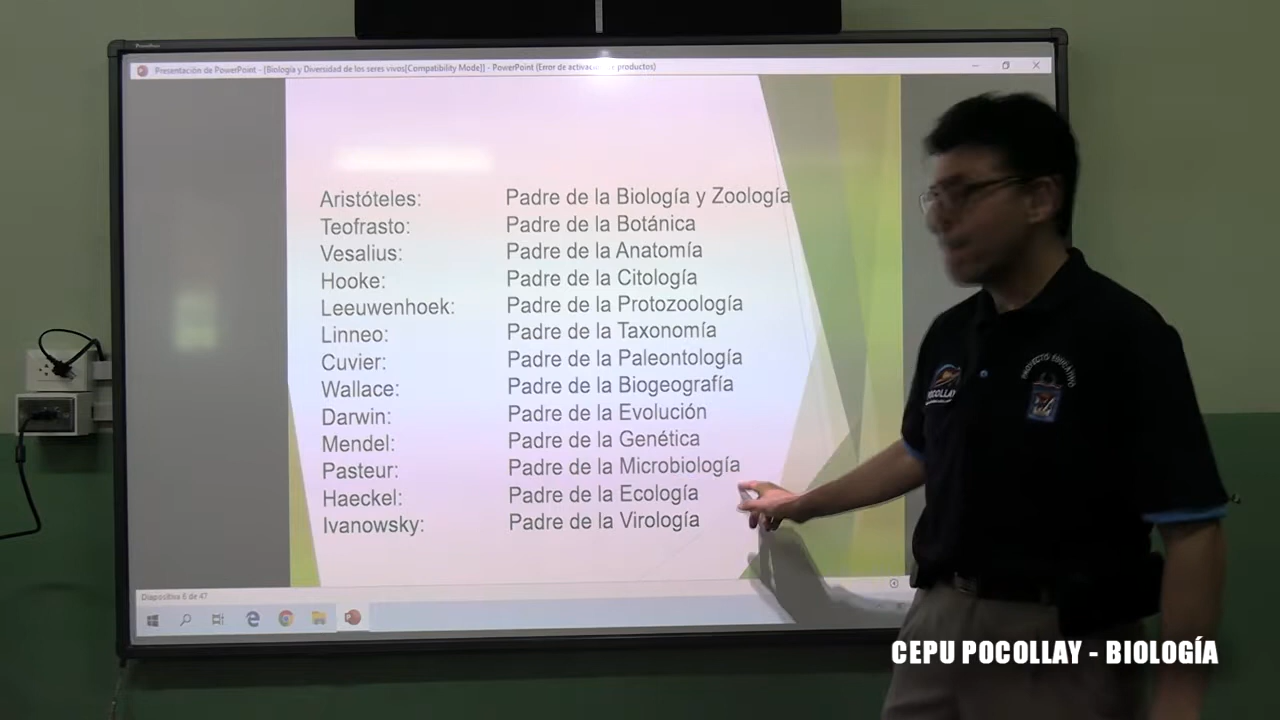 Presentación de PowerPoint - [Biología y Diversidad de los seres vivos[Compatibility Mode]] - PowerPoint (Error de activación de productos)
Aristóteles: Padre de la Biología y Zoología
Teofrasto: Padre de la Botánica
Vesalius: Padre de la Anatomía
Hooke: Padre de la Citología
Leeuwenhoek: Padre de la Protozoología
Linneo: Padre de la Taxonomía
Cuvier: Padre de la Paleontología
Wallace: Padre de la Biogeografía
Darwin: Padre de la Evolución
Mendel: Padre de la Genética
Pasteur: Padre de la Microbiología
Haeckel: Padre de la Ecología
Ivanowsky: Padre de la Virología
Diapositiva 6 de 47
POCOLLAY
CEPU POCOLLAY - BIOLOGÍA